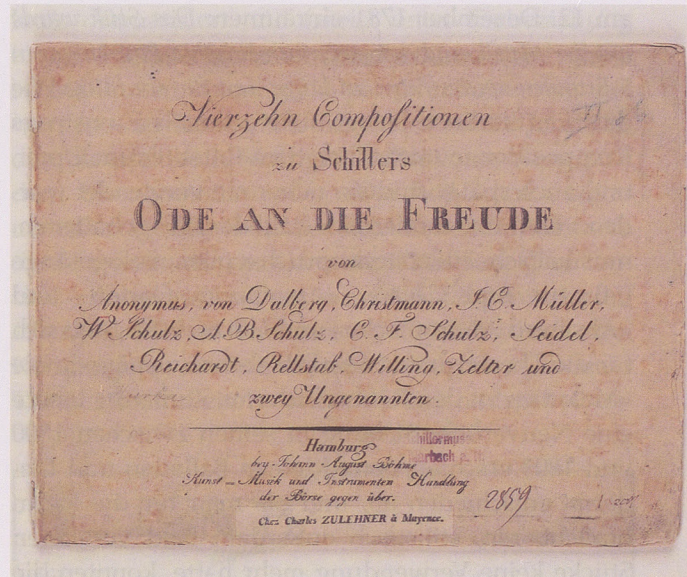 Vierzehn Compositionen
zu Schillers
ODE AN DIE FREUDE
von
Anonymus, von Dalberg, Christmann, J. C. Müller,
W. Schulz, A. B. Schulz, C. F. Schulz, Seidel,
Reichardt, Rellstab, Willing, Zelter und
zwey Ungenannten.
Hamburg
bey Johann August Böhme
Kunst- Musik und Instrumenten Handlung
der Börse gegen über.
Chez Charles ZULEHNER à Mayence.
Schillermuseum
Marbach a. N.
2859